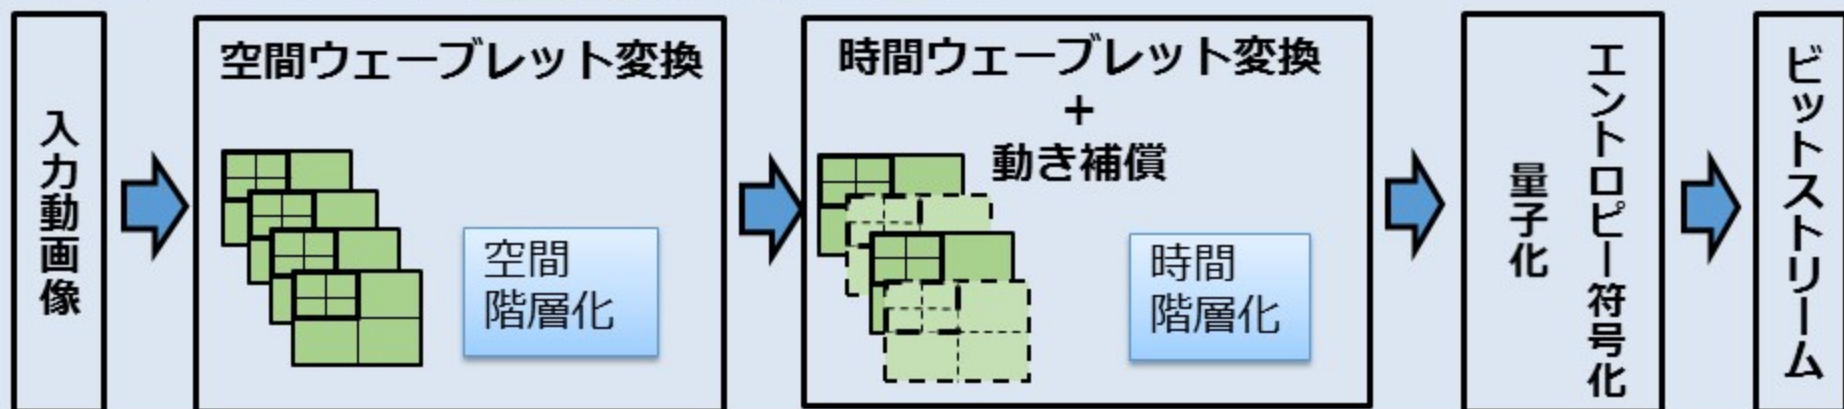 入力動画像
空間ウェーブレット変換
空間
階層化
時間ウェーブレット変換
+
動き補償
時間
階層化
エントロピー符号化
量子化
ビットストリーム